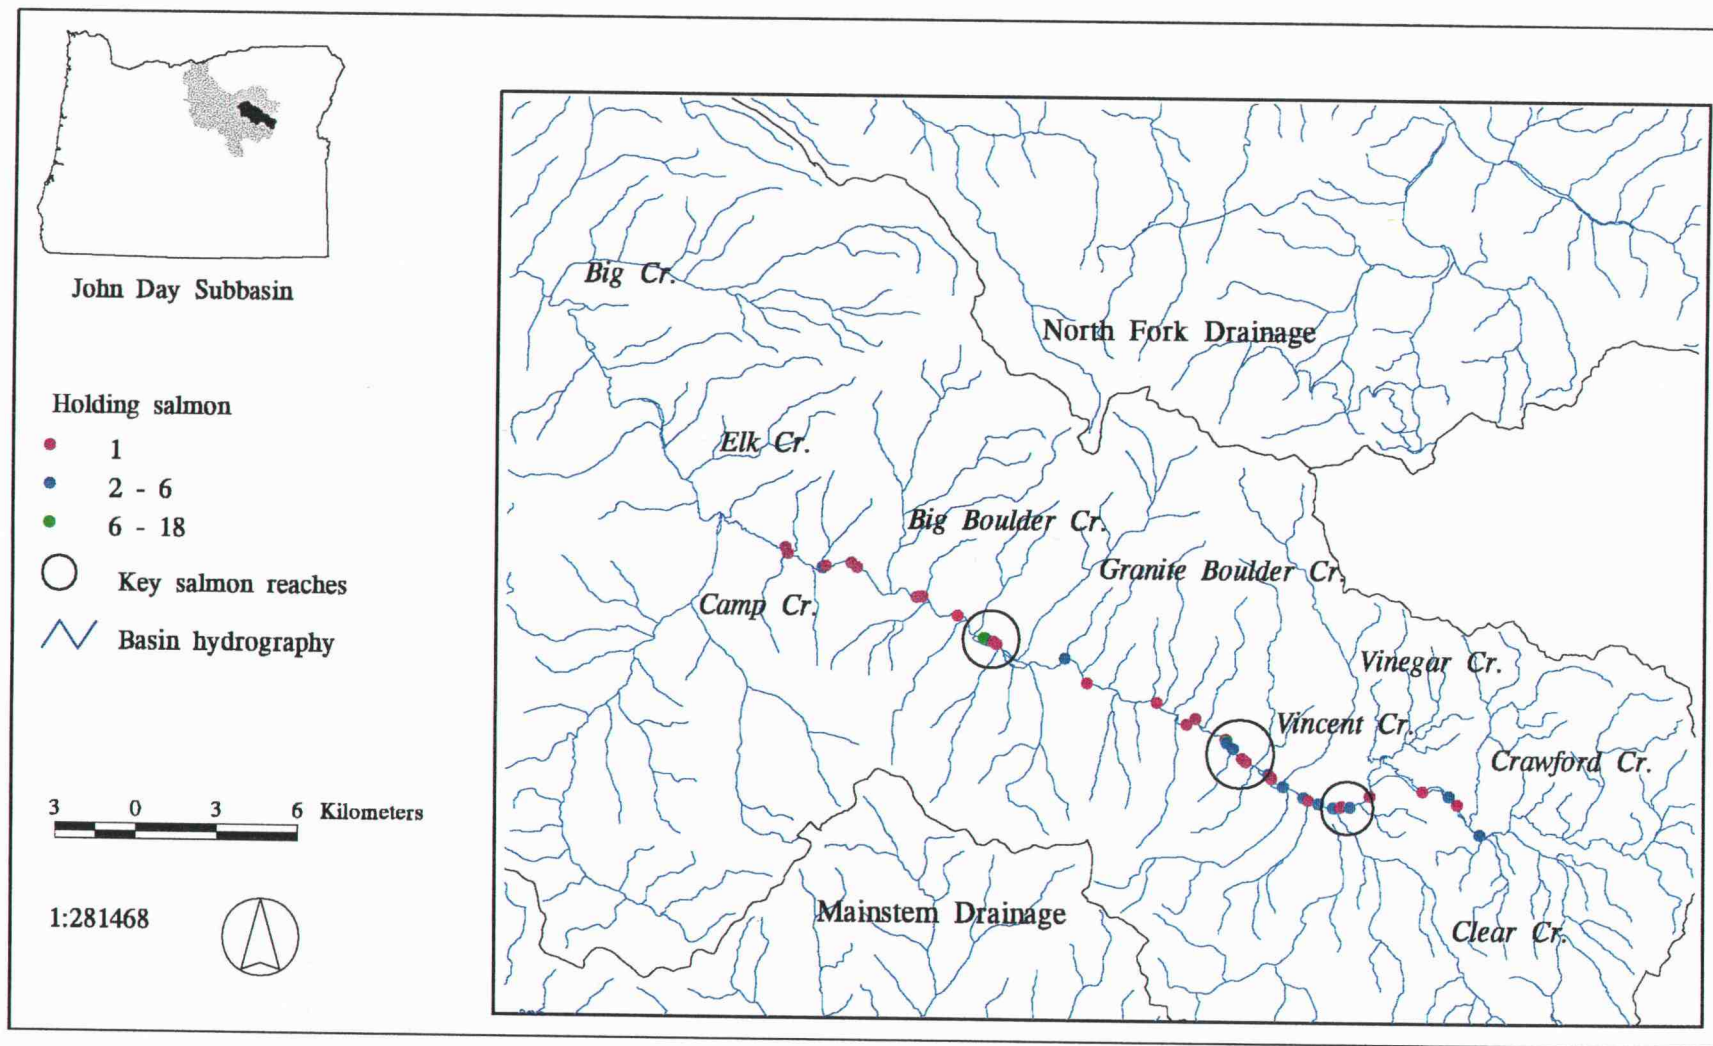 John Day Subbasin
Holding salmon
1
2 - 6
6 - 18
Key salmon reaches
Basin hydrography
3 0 3 6 Kilometers
1:281468
Big Cr.
North Fork Drainage
Elk Cr.
Big Boulder Cr.
Granite Boulder Cr.
Camp Cr.
Vinegar Cr.
Vincent Cr.
Crawford Cr.
Mainstem Drainage
Clear Cr.